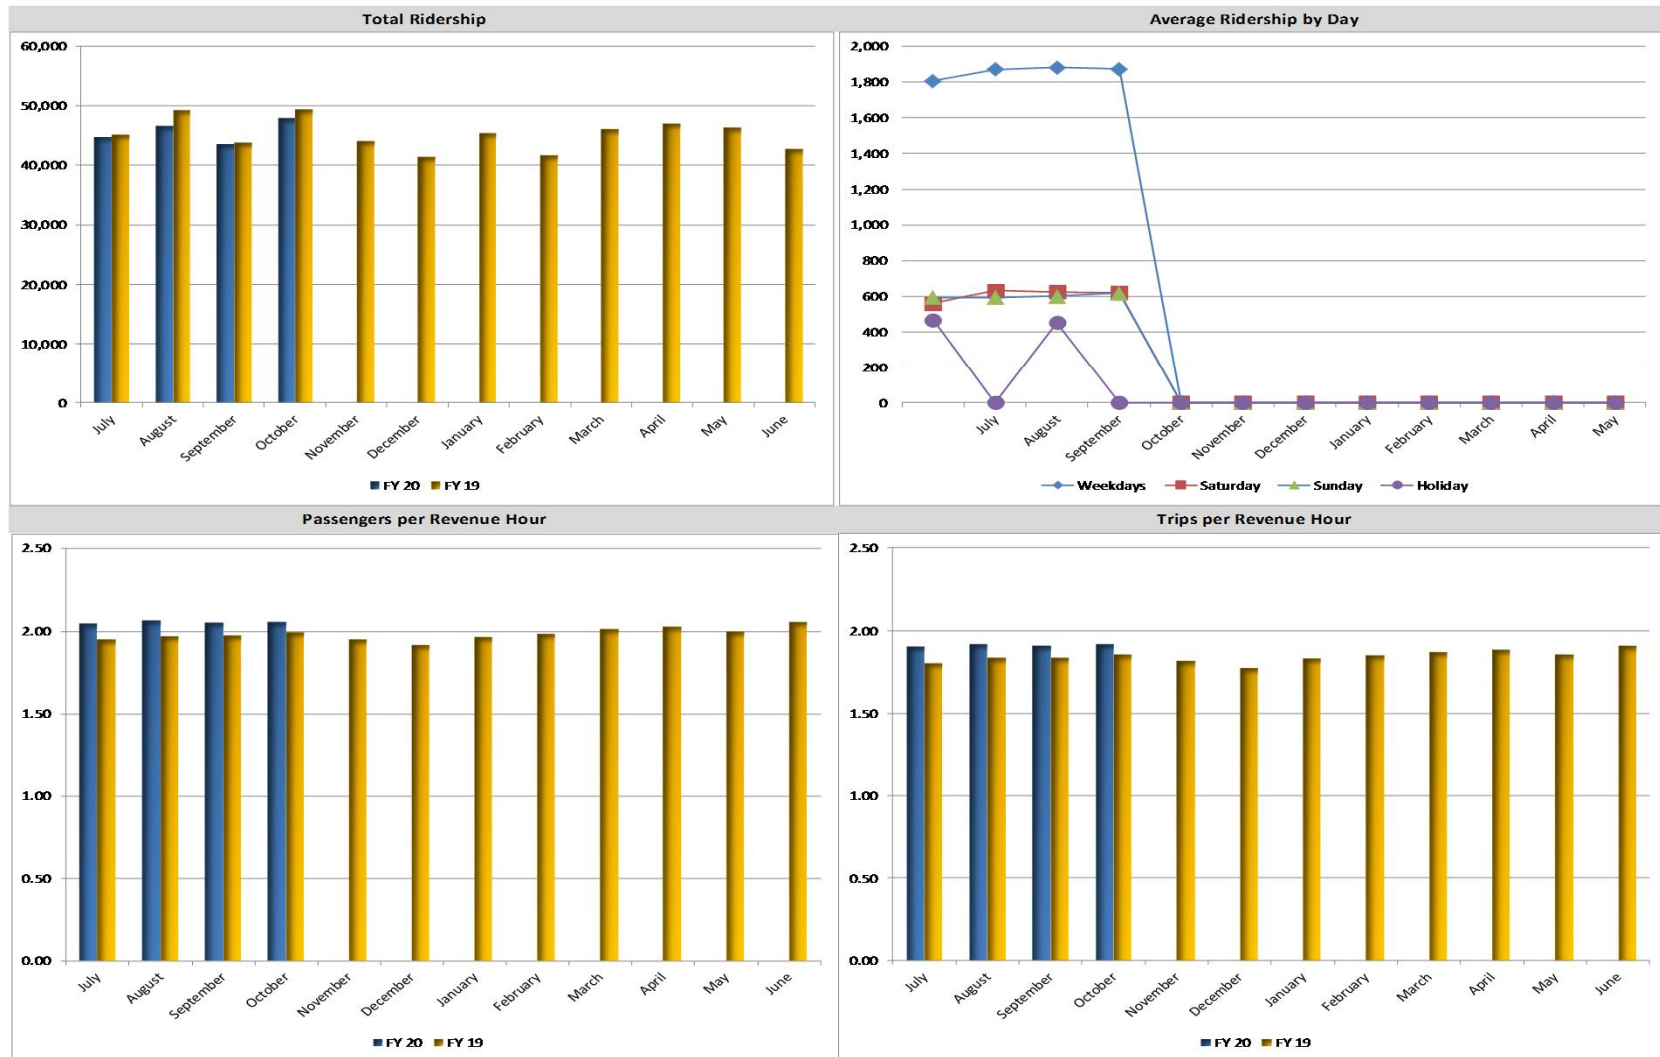 Total Ridership
60,000
50,000
40,000
30,000
20,000
10,000
0
July
August
September
October
November
December
January
February
March
April
May
June
FY 20 FY 19
Average Ridership by Day
2,000
1,800
1,600
1,400
1,200
1,000
800
600
400
200
0
July
August
September
October
November
December
January
February
March
April
May
Weekdays Saturday Sunday Holiday
Passengers per Revenue Hour
2.50
2.00
1.50
1.00
0.50
0.00
July
August
September
October
November
December
January
February
March
April
May
June
FY 20 FY 19
Trips per Revenue Hour
2.50
2.00
1.50
1.00
0.50
0.00
July
August
September
October
November
December
January
February
March
April
May
June
FY 20 FY 19